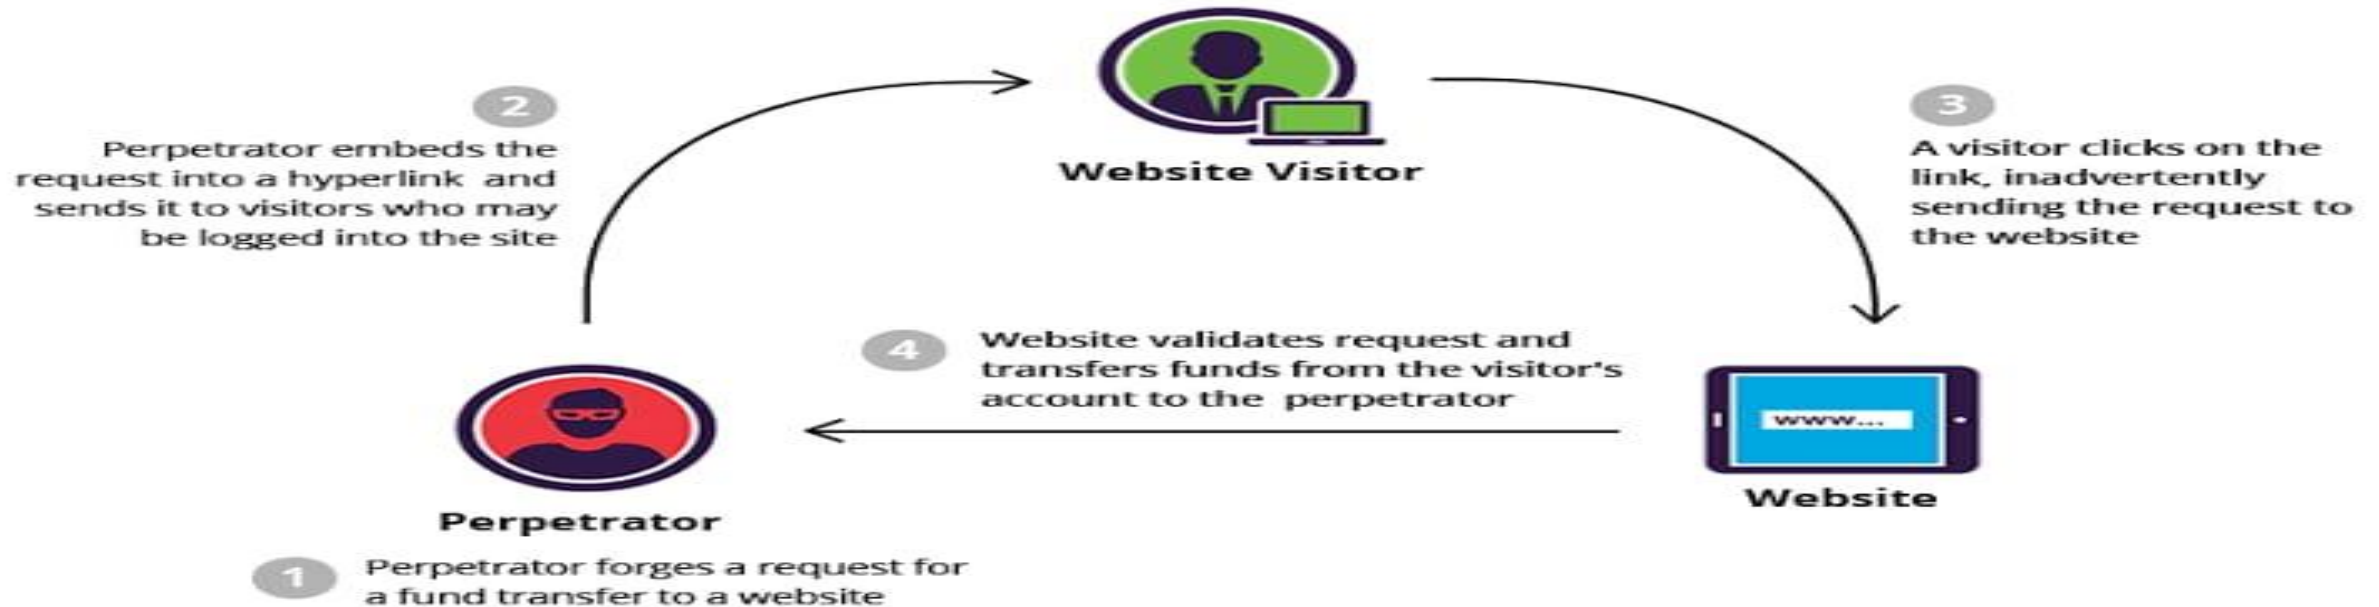 2
Perpetrator embeds the
request into a hyperlink and
sends it to visitors who may
be logged into the site
Website Visitor
3
A visitor clicks on the
link, inadvertently
sending the request to
the website
4
Website validates request and
transfers funds from the visitor's
account to the perpetrator
www...
Website
Perpetrator
1
Perpetrator forges a request for
a fund transfer to a website